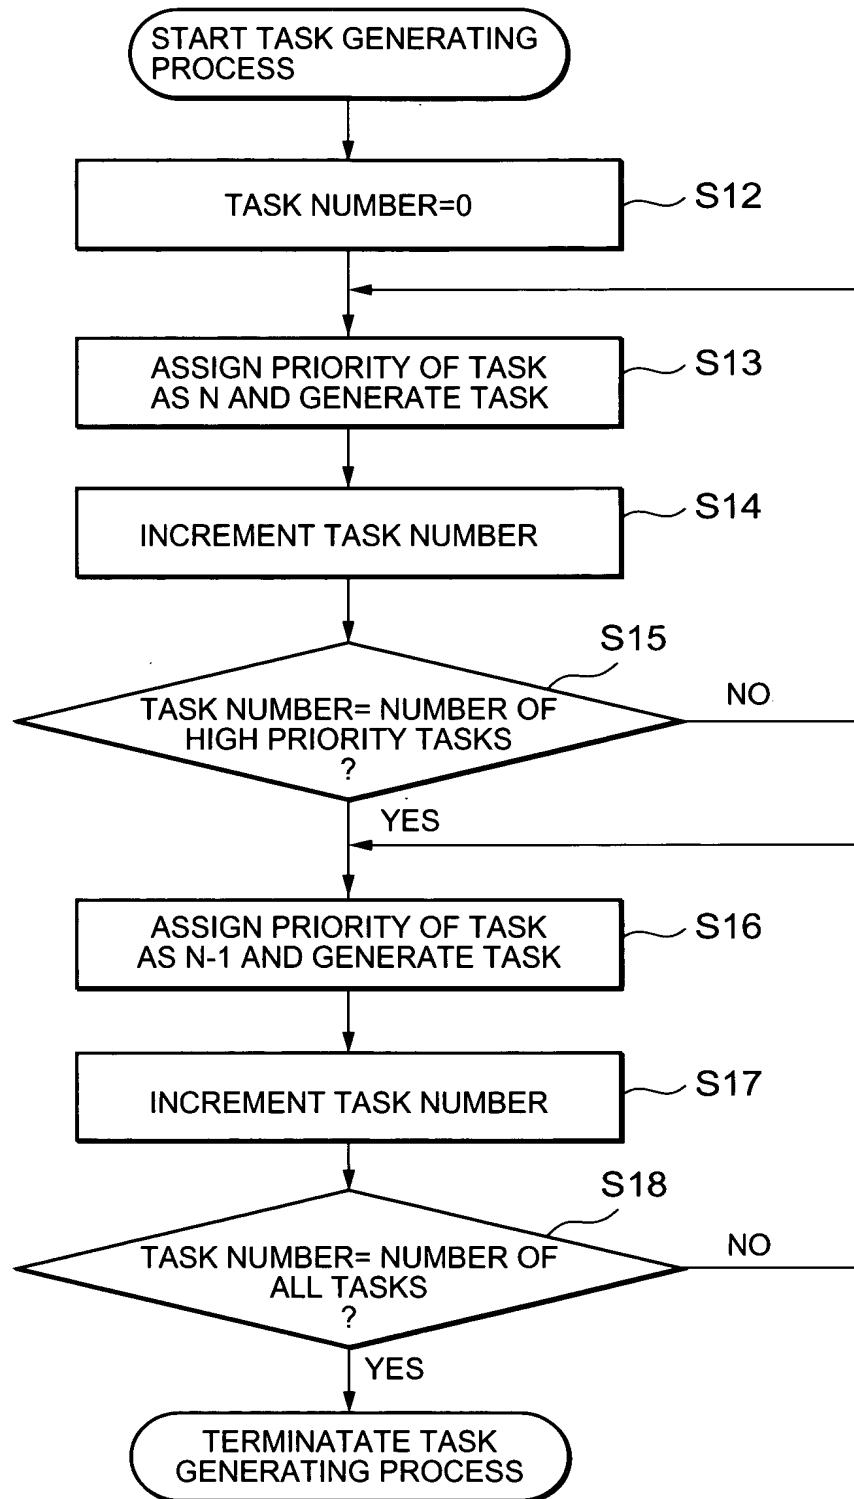 START TASK GENERATING
PROCESS
TASK NUMBER=0
S12
ASSIGN PRIORITY OF TASK
AS N AND GENERATE TASK
S13
INCREMENT TASK NUMBER
S14
S15
TASK NUMBER= NUMBER OF
HIGH PRIORITY TASKS
?
NO
YES
ASSIGN PRIORITY OF TASK
AS N-1 AND GENERATE TASK
S16
INCREMENT TASK NUMBER
S17
S18
TASK NUMBER= NUMBER OF
ALL TASKS
?
NO
YES
TERMINATATE TASK
GENERATING PROCESS